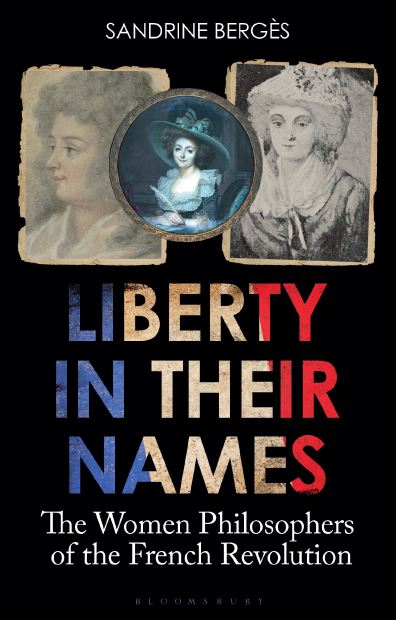 SANDRINE BERGÈS
LIBERTY
IN THEIR
NAMES
The Women Philosophers
of the French Revolution
BLOOMSBURY